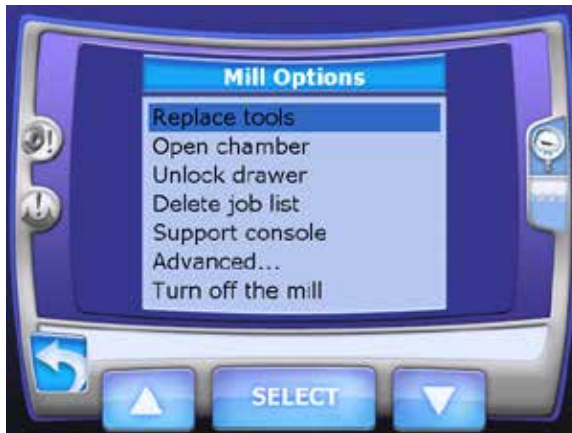 Mill Options
Replace tools
Open chamber
Unlock drawer
Delete job list
Support console
Advanced...
Turn off the mill
SELECT